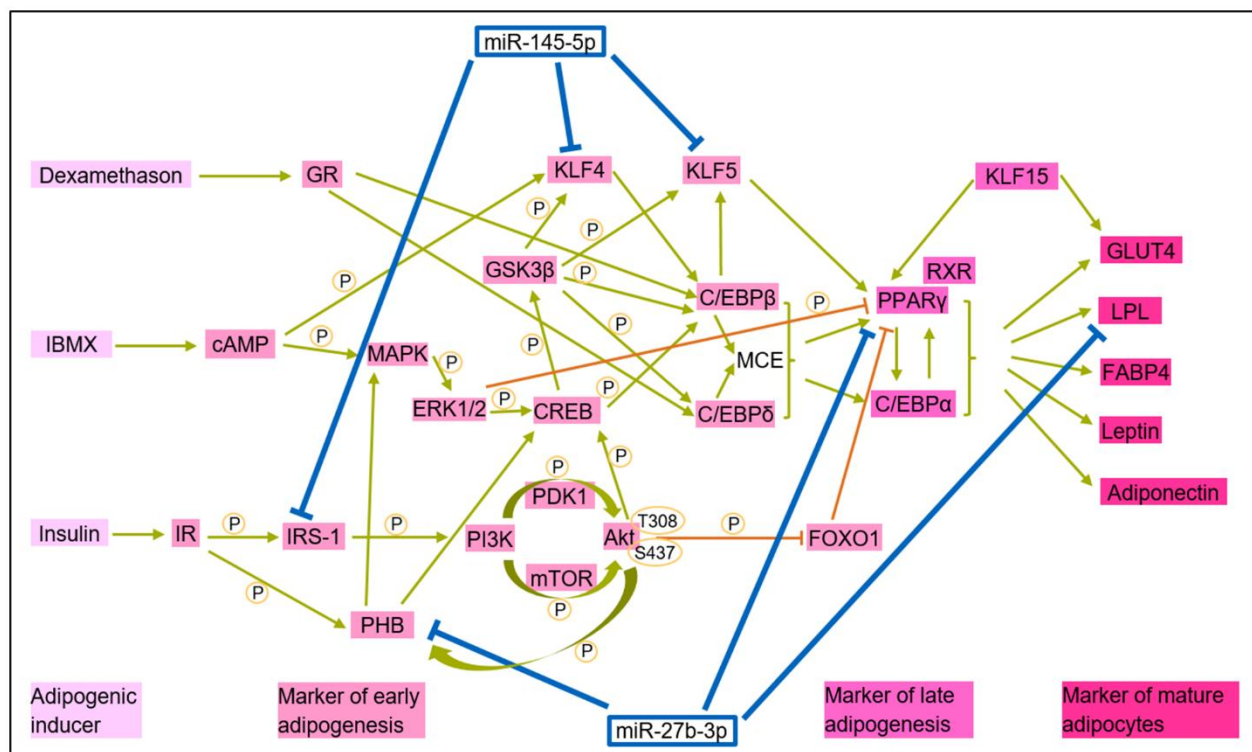 miR-145-5p
Dexamethason
GR
KLF4
KLF5
KLF15
P
P
GSK3β
P
C/EBPβ
RXR
PPARγ
GLUT4
P
P
P
LPL
IBMX
cAMP
P
MAPK
P
P
MCE
FABP4
ERK1/2
P
CREB
P
C/EBPδ
C/EBPα
Leptin
P
P
PDK1
Adiponectin
Insulin
IR
P
IRS-1
P
PI3K
Akt
T308
S437
P
FOXO1
mTOR
P
P
PHB
P
Adipogenic
inducer
Marker of early
adipogenesis
miR-27b-3p
Marker of late
adipogenesis
Marker of mature
adipocytes